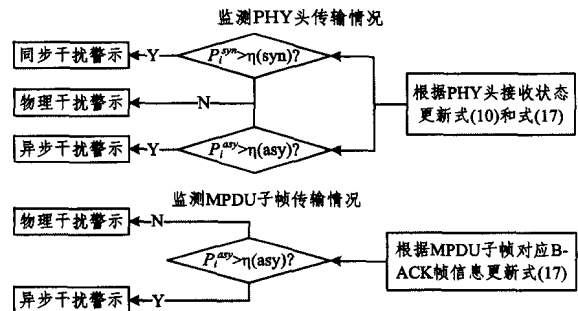 监测PHY头传输情况
同步干扰警示
Y
P_i^{syn}>η(syn)?
物理干扰警示
N
根据PHY头接收状态
更新式(10)和式(17)
异步干扰警示
Y
P_i^{asy}>η(asy)?
监测MPDU子帧传输情况
物理干扰警示
N
P_i^{asy}>η(asy)?
根据MPDU子帧对应B-
ACK帧信息更新式(17)
异步干扰警示
Y